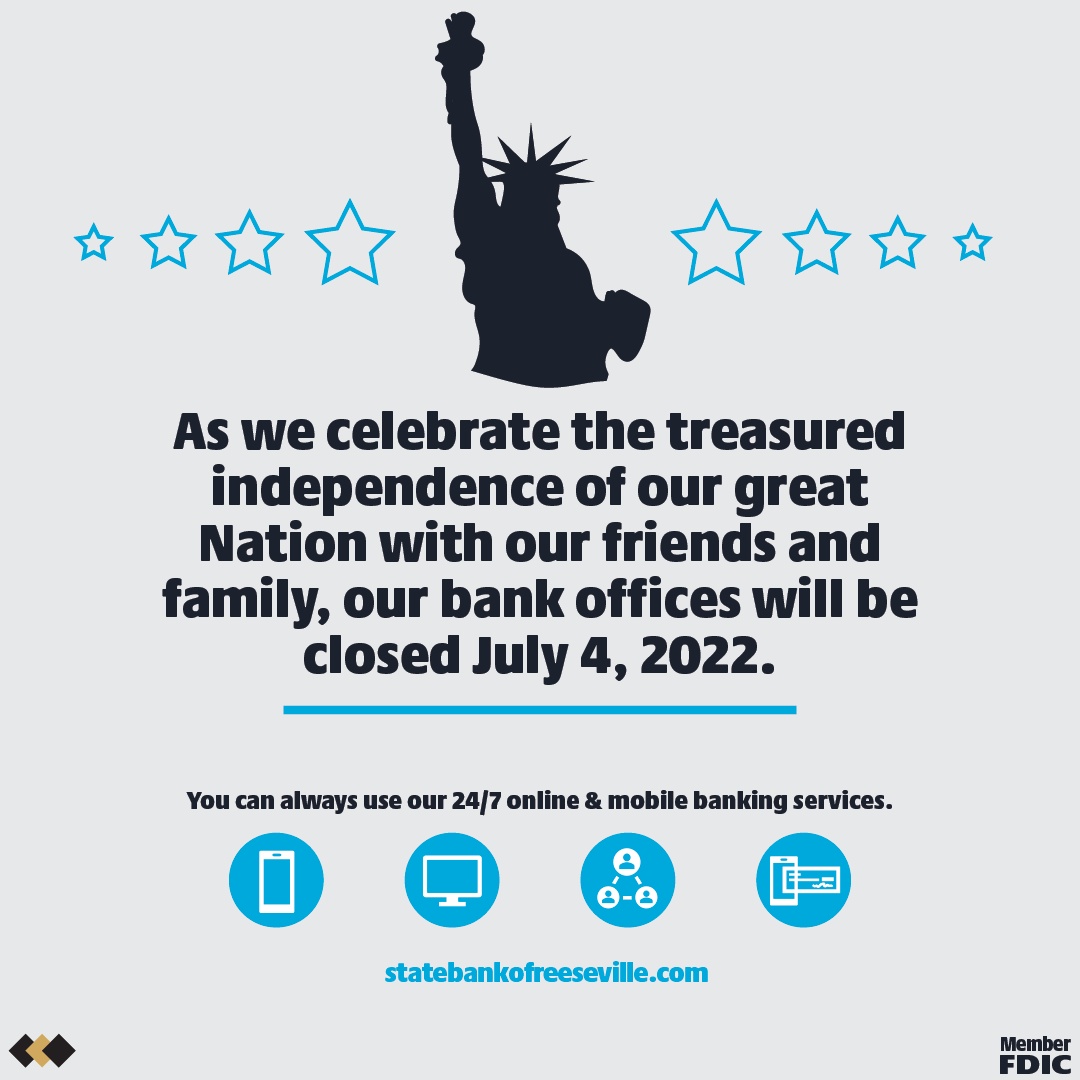 As we celebrate the treasured
independence of our great
Nation with our friends and
family, our bank offices will be
closed July 4, 2022.
You can always use our 24/7 online & mobile banking services.
statebankofreeseville.com
Member
FDIC